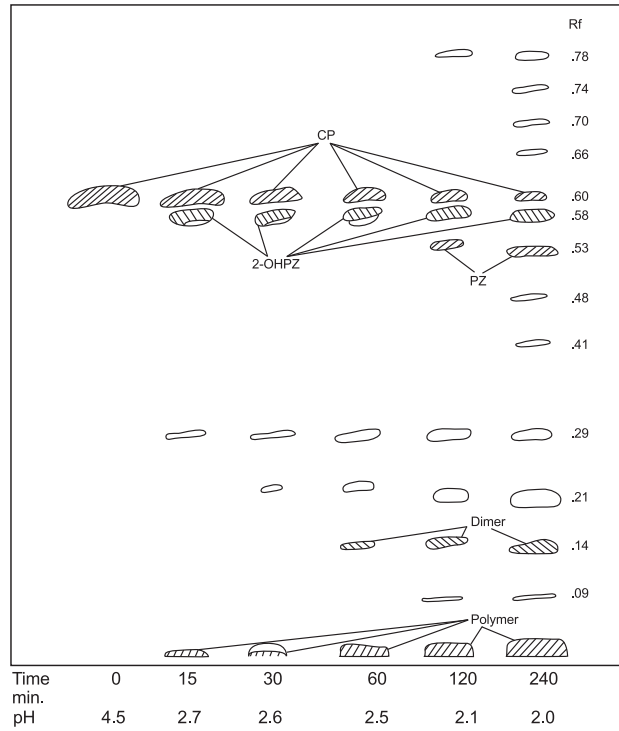 Rf
.78
.74
.70
.66
CP
.60
.58
2-OHPZ
.53
PZ
.48
.41
.29
.21
Dimer
.14
.09
Polymer
Time 0 15 30 60 120 240
min.
pH 4.5 2.7 2.6 2.5 2.1 2.0